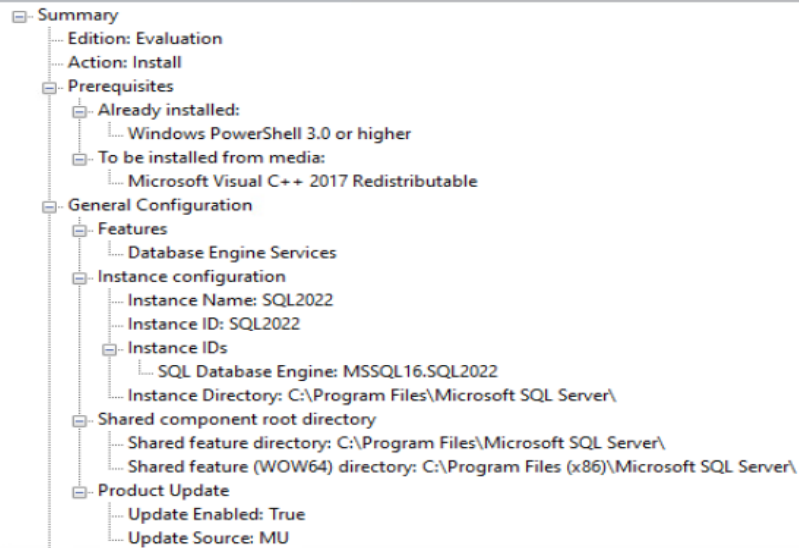 Summary
Edition: Evaluation
Action: Install
Prerequisites
Already installed:
Windows PowerShell 3.0 or higher
To be installed from media:
Microsoft Visual C++ 2017 Redistributable
General Configuration
Features
Database Engine Services
Instance configuration
Instance Name: SQL2022
Instance ID: SQL2022
Instance IDs
SQL Database Engine: MSSQL16.SQL2022
Instance Directory: C:\Program Files\Microsoft SQL Server\
Shared component root directory
Shared feature directory: C:\Program Files\Microsoft SQL Server\
Shared feature (WOW64) directory: C:\Program Files (x86)\Microsoft SQL Server\
Product Update
Update Enabled: True
Update Source: MU